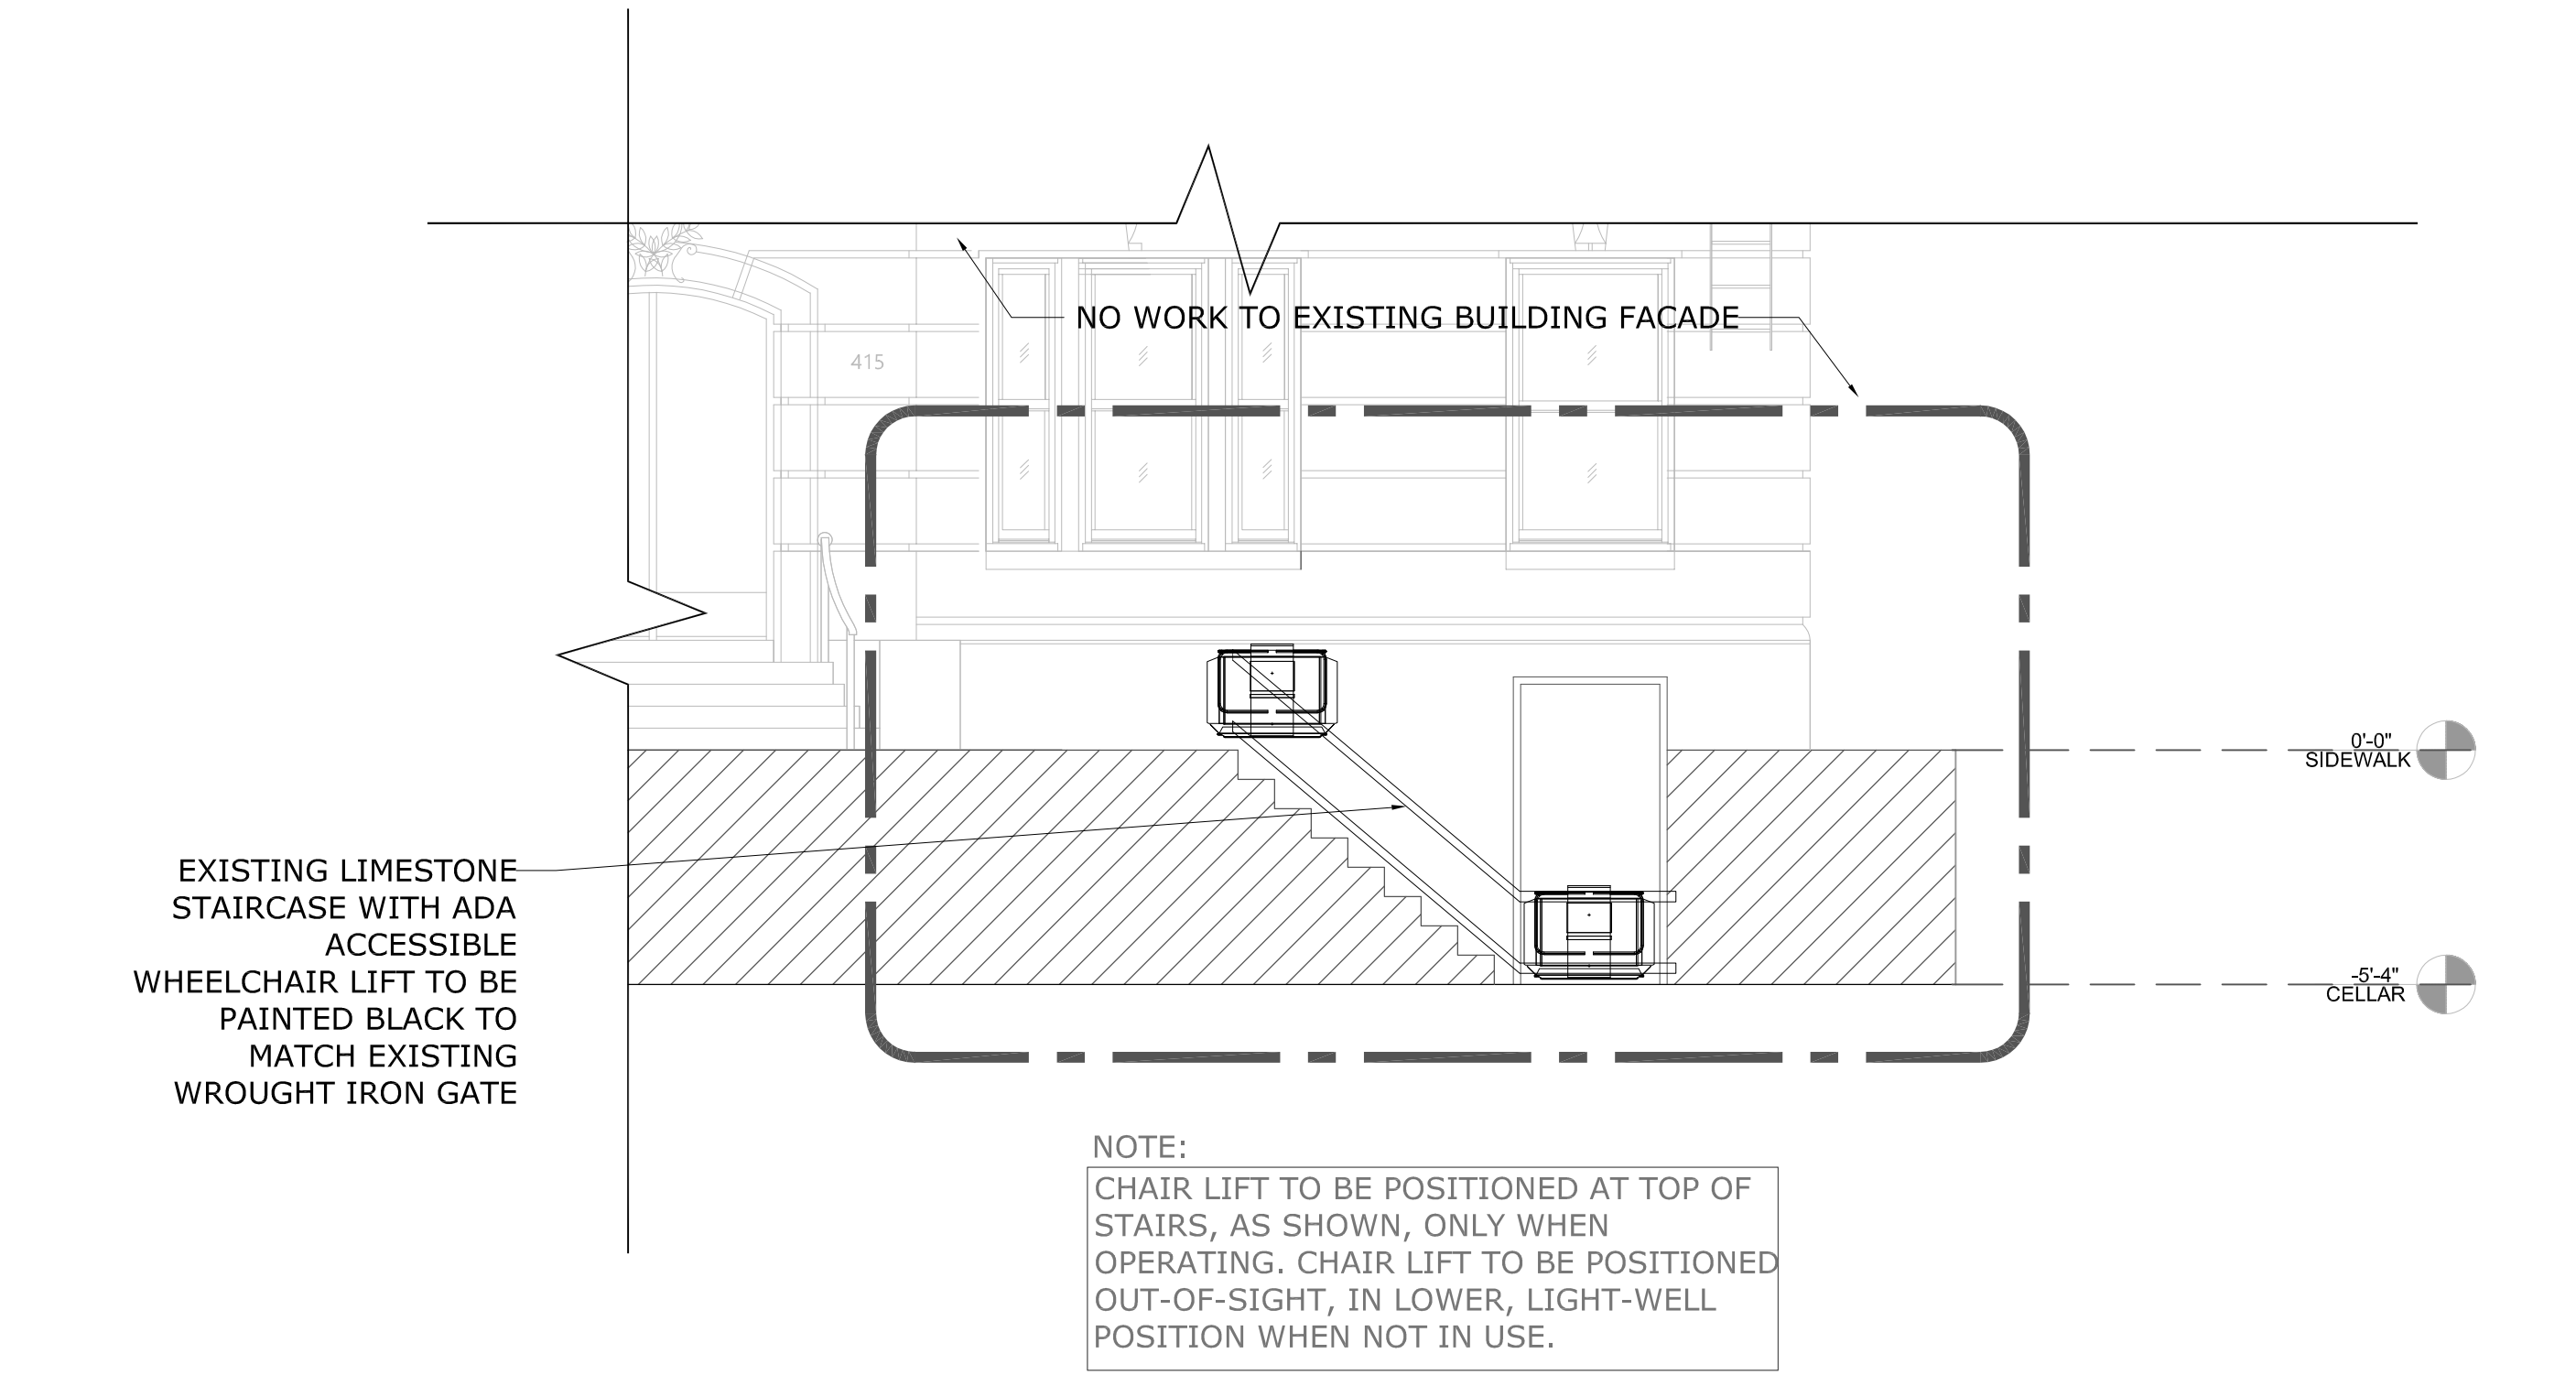 NO WORK TO EXISTING BUILDING FACADE
415
0'-0"
SIDEWALK
EXISTING LIMESTONE
STAIRCASE WITH ADA
ACCESSIBLE
WHEELCHAIR LIFT TO BE
PAINTED BLACK TO
MATCH EXISTING
WROUGHT IRON GATE
-5'-4"
CELLAR
NOTE:
CHAIR LIFT TO BE POSITIONED AT TOP OF
STAIRS, AS SHOWN, ONLY WHEN
OPERATING. CHAIR LIFT TO BE POSITIONED
OUT-OF-SIGHT, IN LOWER, LIGHT-WELL
POSITION WHEN NOT IN USE.